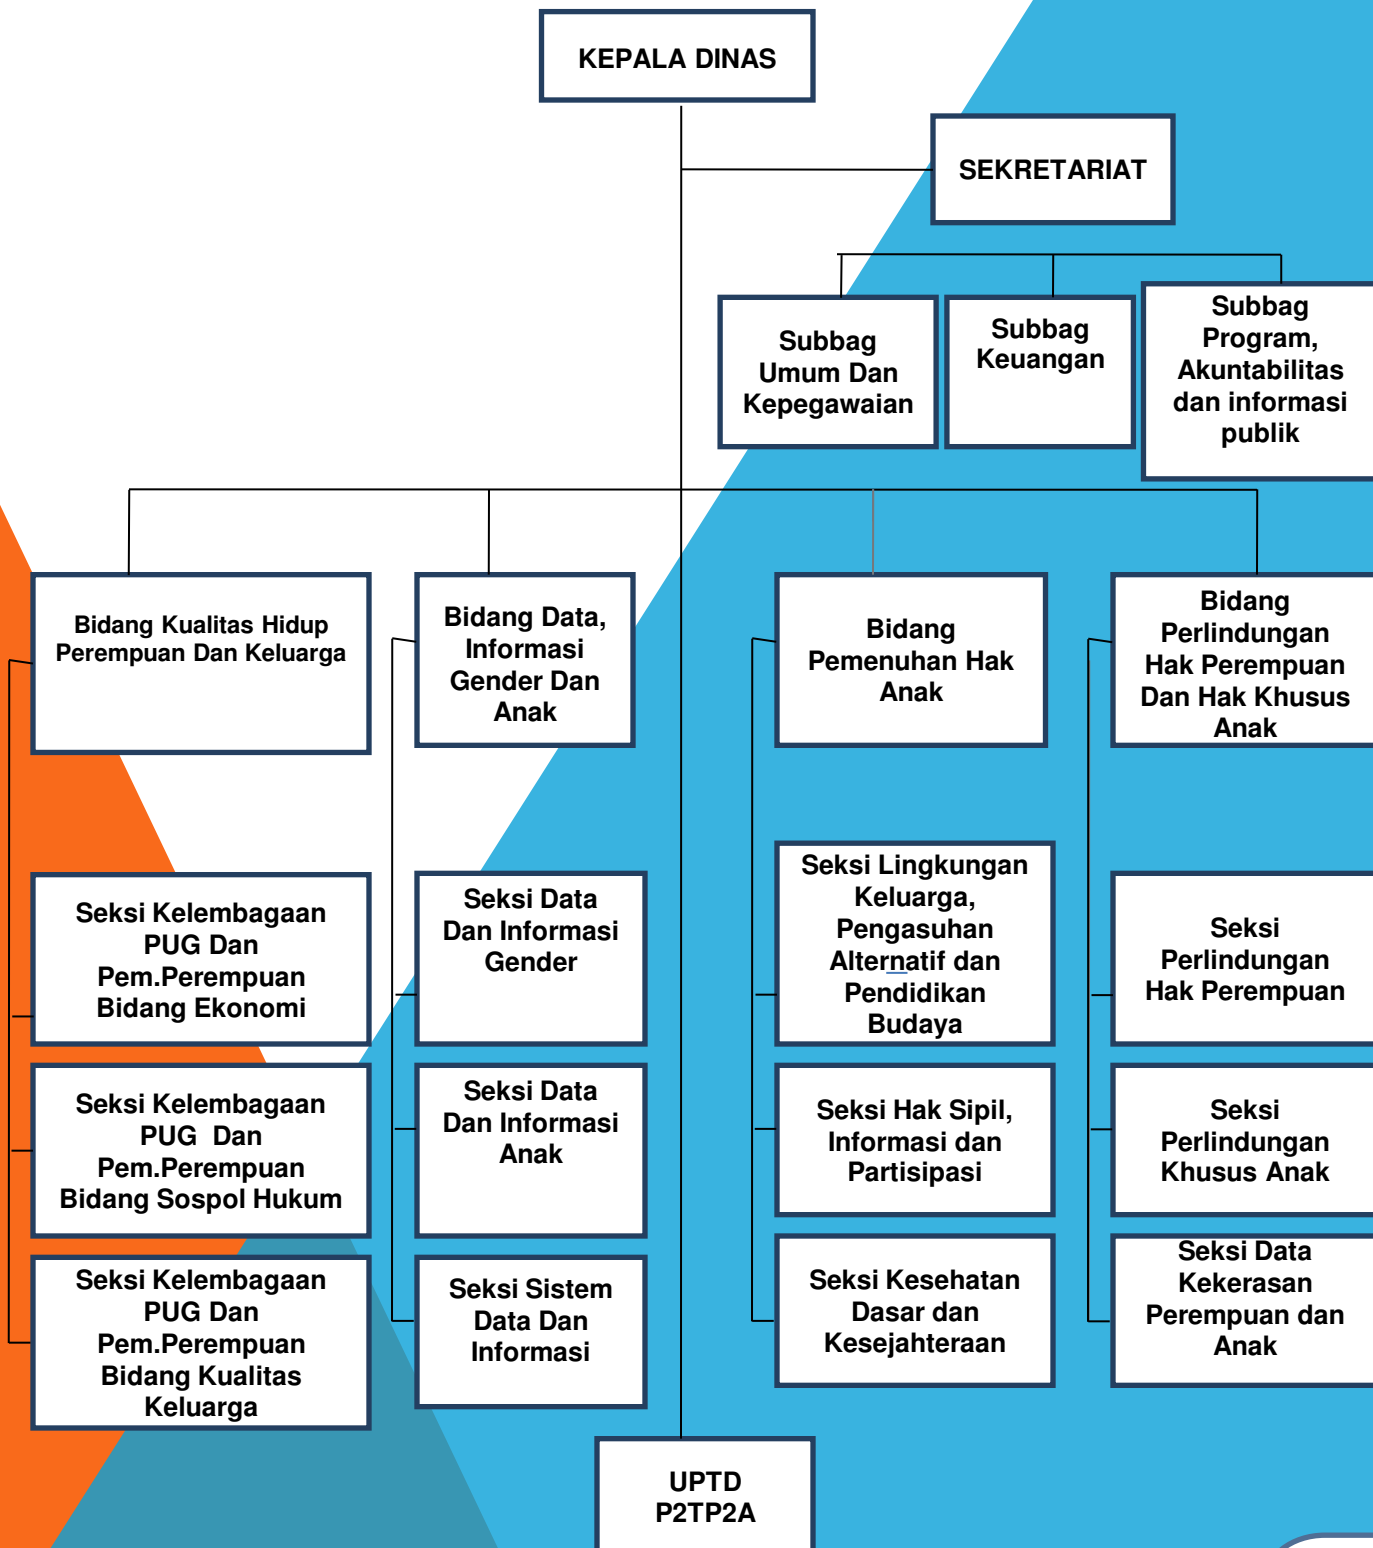 KEPALA DINAS
SEKRETARIAT
Subbag
Umum Dan
Kepegawaian
Subbag
Keuangan
Subbag
Program,
Akuntabilitas
dan informasi
publik
Bidang Kualitas Hidup
Perempuan Dan Keluarga
Bidang Data,
Informasi
Gender Dan
Anak
Bidang
Pemenuhan Hak
Anak
Bidang
Perlindungan
Hak Perempuan
Dan Hak Khusus
Anak
Seksi Kelembagaan
PUG Dan
Pem.Perempuan
Bidang Ekonomi
Seksi Data
Dan Informasi
Gender
Seksi Lingkungan
Keluarga,
Pengasuhan
Alternatif dan
Pendidikan
Budaya
Seksi
Perlindungan
Hak Perempuan
Seksi Kelembagaan
PUG  Dan
Pem.Perempuan
Bidang Sospol Hukum
Seksi Data
Dan Informasi
Anak
Seksi Hak Sipil,
Informasi dan
Partisipasi
Seksi
Perlindungan
Khusus Anak
Seksi Kelembagaan
PUG Dan
Pem.Perempuan
Bidang Kualitas
Keluarga
Seksi Sistem
Data Dan
Informasi
Seksi Kesehatan
Dasar dan
Kesejahteraan
Seksi Data
Kekerasan
Perempuan dan
Anak
UPTD
P2TP2A